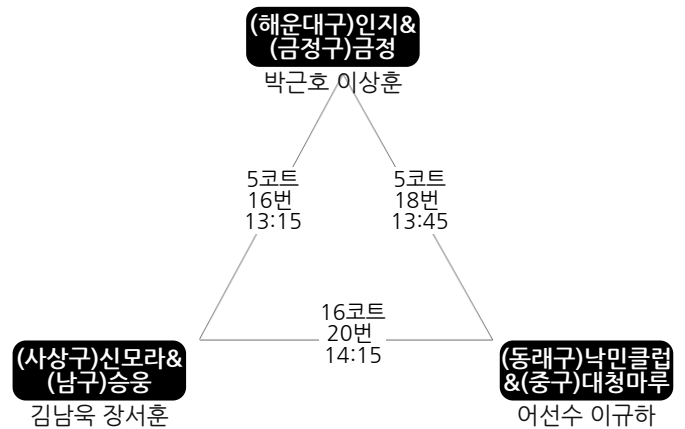 (해운대구)인지&
(금정구)금정
박근호 이상훈
5코트
16번
13:15
5코트
18번
13:45
16코트
20번
14:15
(사상구)신모라&
(남구)승웅
김남욱 장서훈
(동래구)낙민클럽
&(중구)대청마루
어선수 이규하